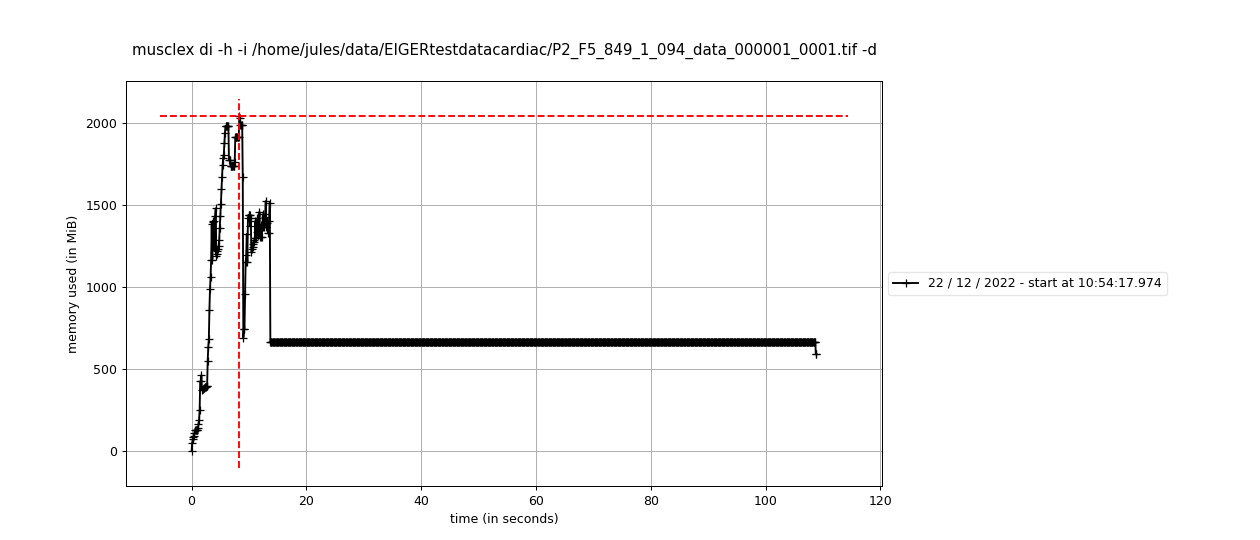 musclex di -h -i /home/jules/data/EIGERtestdatacardiac/P2_F5_849_1_094_data_000001_0001.tif -d
2000
1500
1000
500
0
memory used (in MiB)
22 / 12 / 2022 - start at 10:54:17.974
0 20 40 60 80 100 120
time (in seconds)